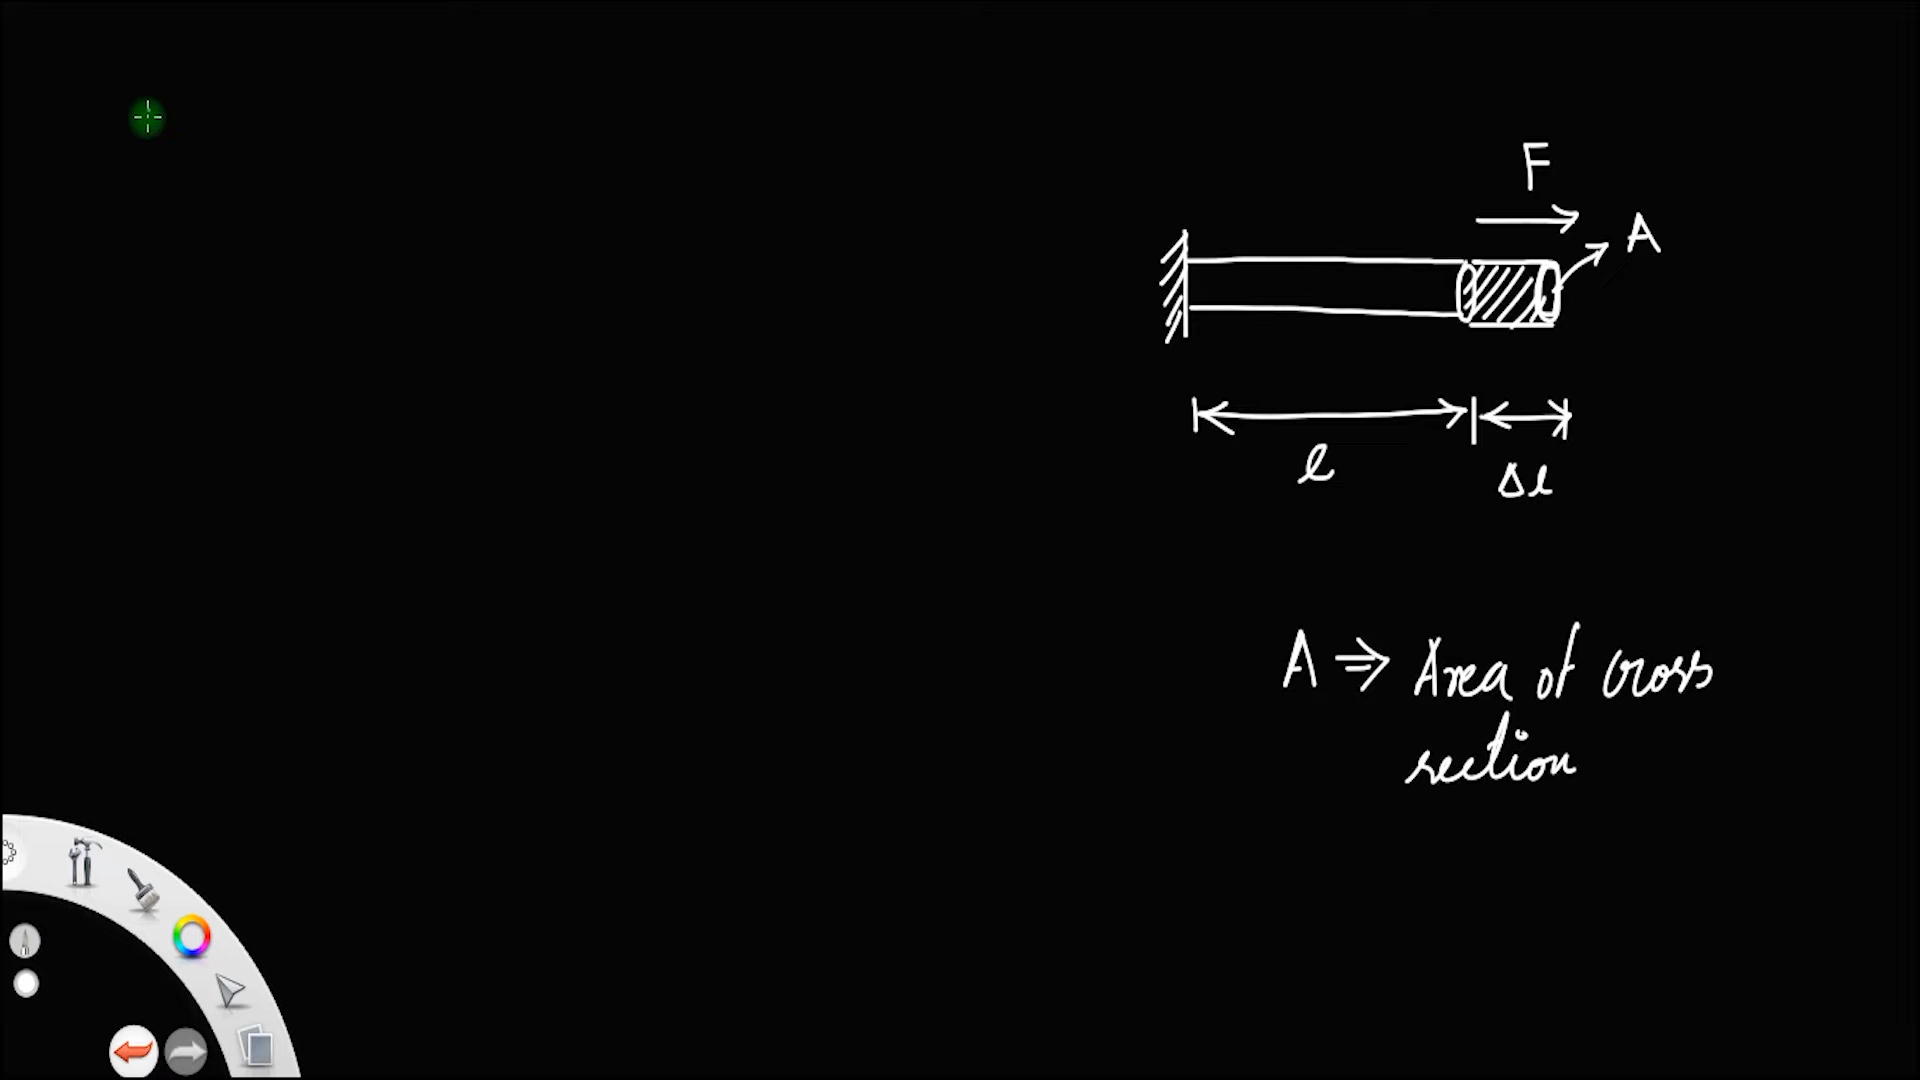 F
A
l
Δl
A ⇒ Area of cross
section